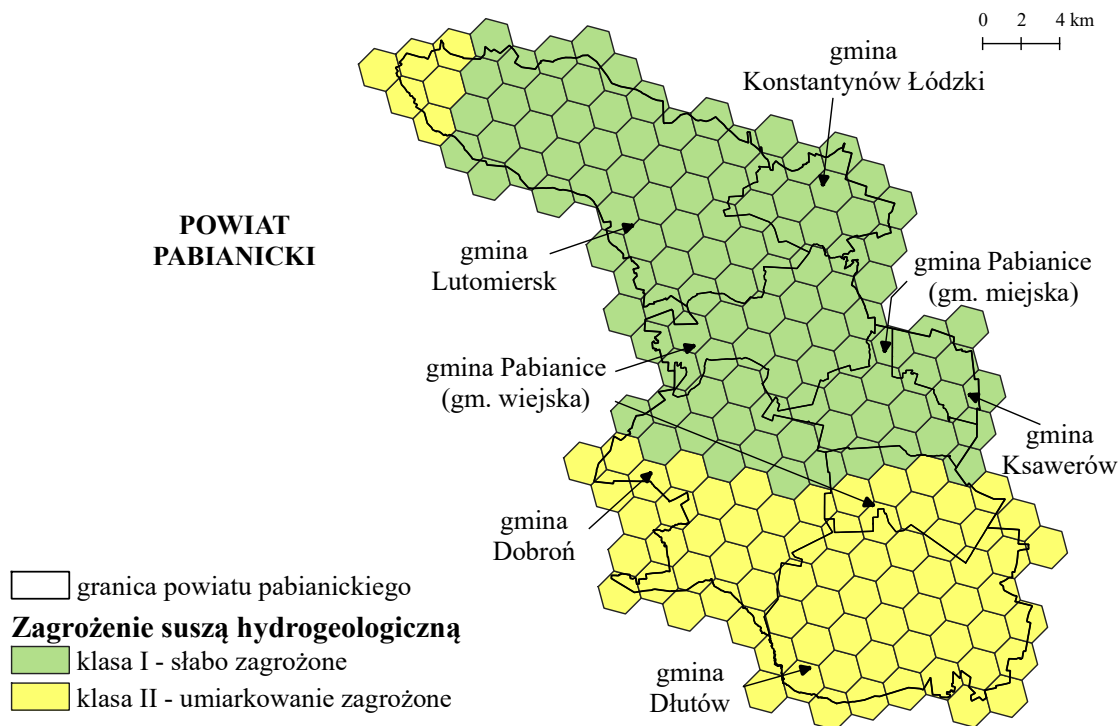 0 2 4 km
gmina
Konstantynów Łódzki
POWIAT
PABIANICKI
gmina
Lutomiersk
gmina Pabianice
(gm. miejska)
gmina Pabianice
(gm. wiejska)
gmina
Ksawerów
gmina
Dobroń
granica powiatu pabianickiego
Zagrożenie suszą hydrogeologiczną
klasa I - słabo zagrożone
klasa II - umiarkowanie zagrożone
gmina
Dłutów